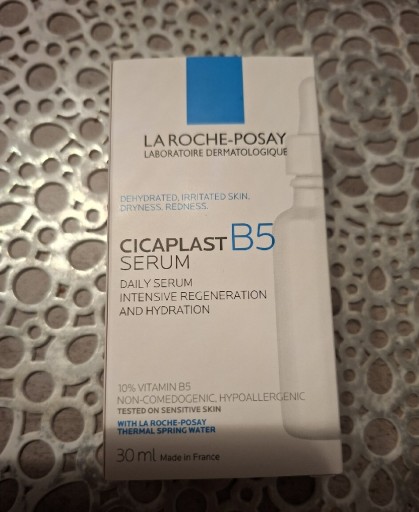 LA ROCHE-POSAY
LABORATOIRE DERMATOLOGIQUE
DEHYDRATED, IRRITATED SKIN.
DRYNESS. REDNESS.
CICAPLAST B5
SERUM
DAILY SERUM
INTENSIVE REGENERATION
AND HYDRATION
10% VITAMIN B5
NON-COMEDOGENIC, HYPOALLERGENIC
TESTED ON SENSITIVE SKIN
WITH LA ROCHE-POSAY
THERMAL SPRING WATER
30 ml Made in France